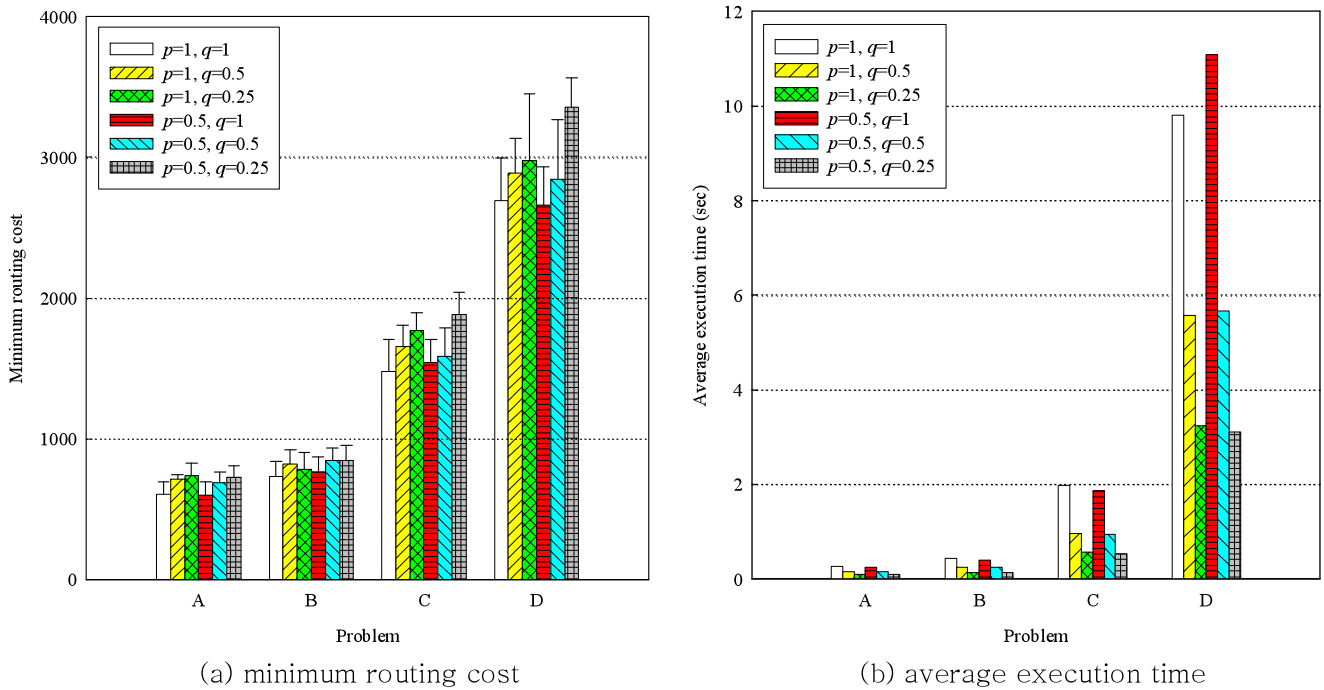 4000
3000
2000
1000
0
Minimum routing cost
p=1, q=1
p=1, q=0.5
p=1, q=0.25
p=0.5, q=1
p=0.5, q=0.5
p=0.5, q=0.25
A B C D
Problem
(a) minimum routing cost
12
10
8
6
4
2
0
Average execution time (sec)
p=1, q=1
p=1, q=0.5
p=1, q=0.25
p=0.5, q=1
p=0.5, q=0.5
p=0.5, q=0.25
A B C D
Problem
(b) average execution time